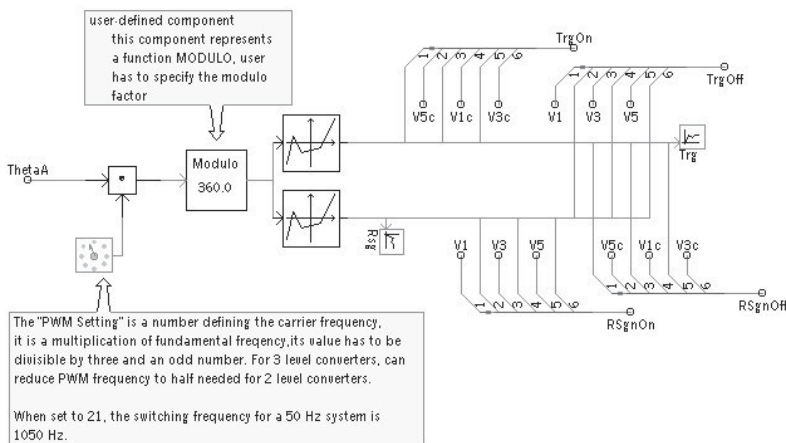 user-defined component
this component represents
a function MODULO, user
has to specify the modulo
factor
TrgOn
1 2 3 4 5 6
V5c V1c V3c
TrgOff
1 2 3 4 5 6
V1 V3 V5
Trg
ThetaA
Modulo
360.0
Rsg
V1 V3 V5
1 2 3 4 5 6
RSgnOn
V5c V1c V3c
1 2 3 4 5 6
RSgnOff
The "PWM Setting" is a number defining the carrier frequency,
it is a multiplication of fundamental freqency,its value has to be
divisible by three and an odd number. For 3 level converters, can
reduce PWM frequency to half needed for 2 level converters.
When set to 21, the switching frequency for a 50 Hz system is
1050 Hz.